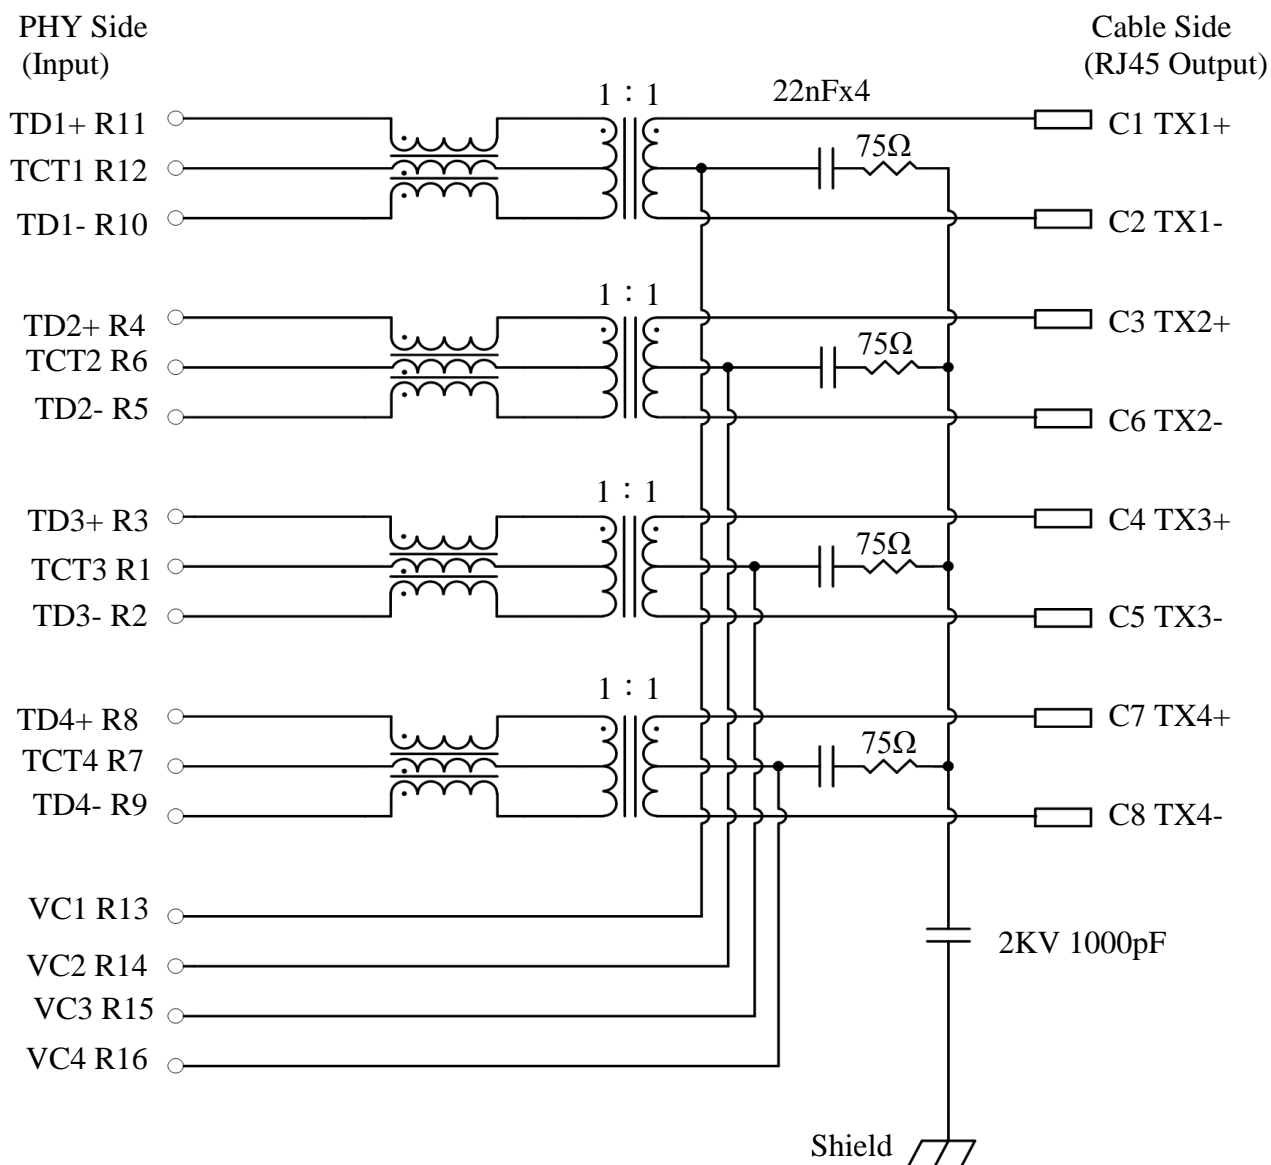 PHY Side
(Input)
Cable Side
(RJ45 Output)
1 : 1
22nFx4
TD1+ R11
75Ω
C1 TX1+
TCT1 R12
TD1- R10
C2 TX1-
1 : 1
TD2+ R4
75Ω
C3 TX2+
TCT2 R6
TD2- R5
C6 TX2-
1 : 1
TD3+ R3
75Ω
C4 TX3+
TCT3 R1
TD3- R2
C5 TX3-
1 : 1
TD4+ R8
75Ω
C7 TX4+
TCT4 R7
TD4- R9
C8 TX4-
VC1 R13
2KV 1000pF
VC2 R14
VC3 R15
VC4 R16
Shield